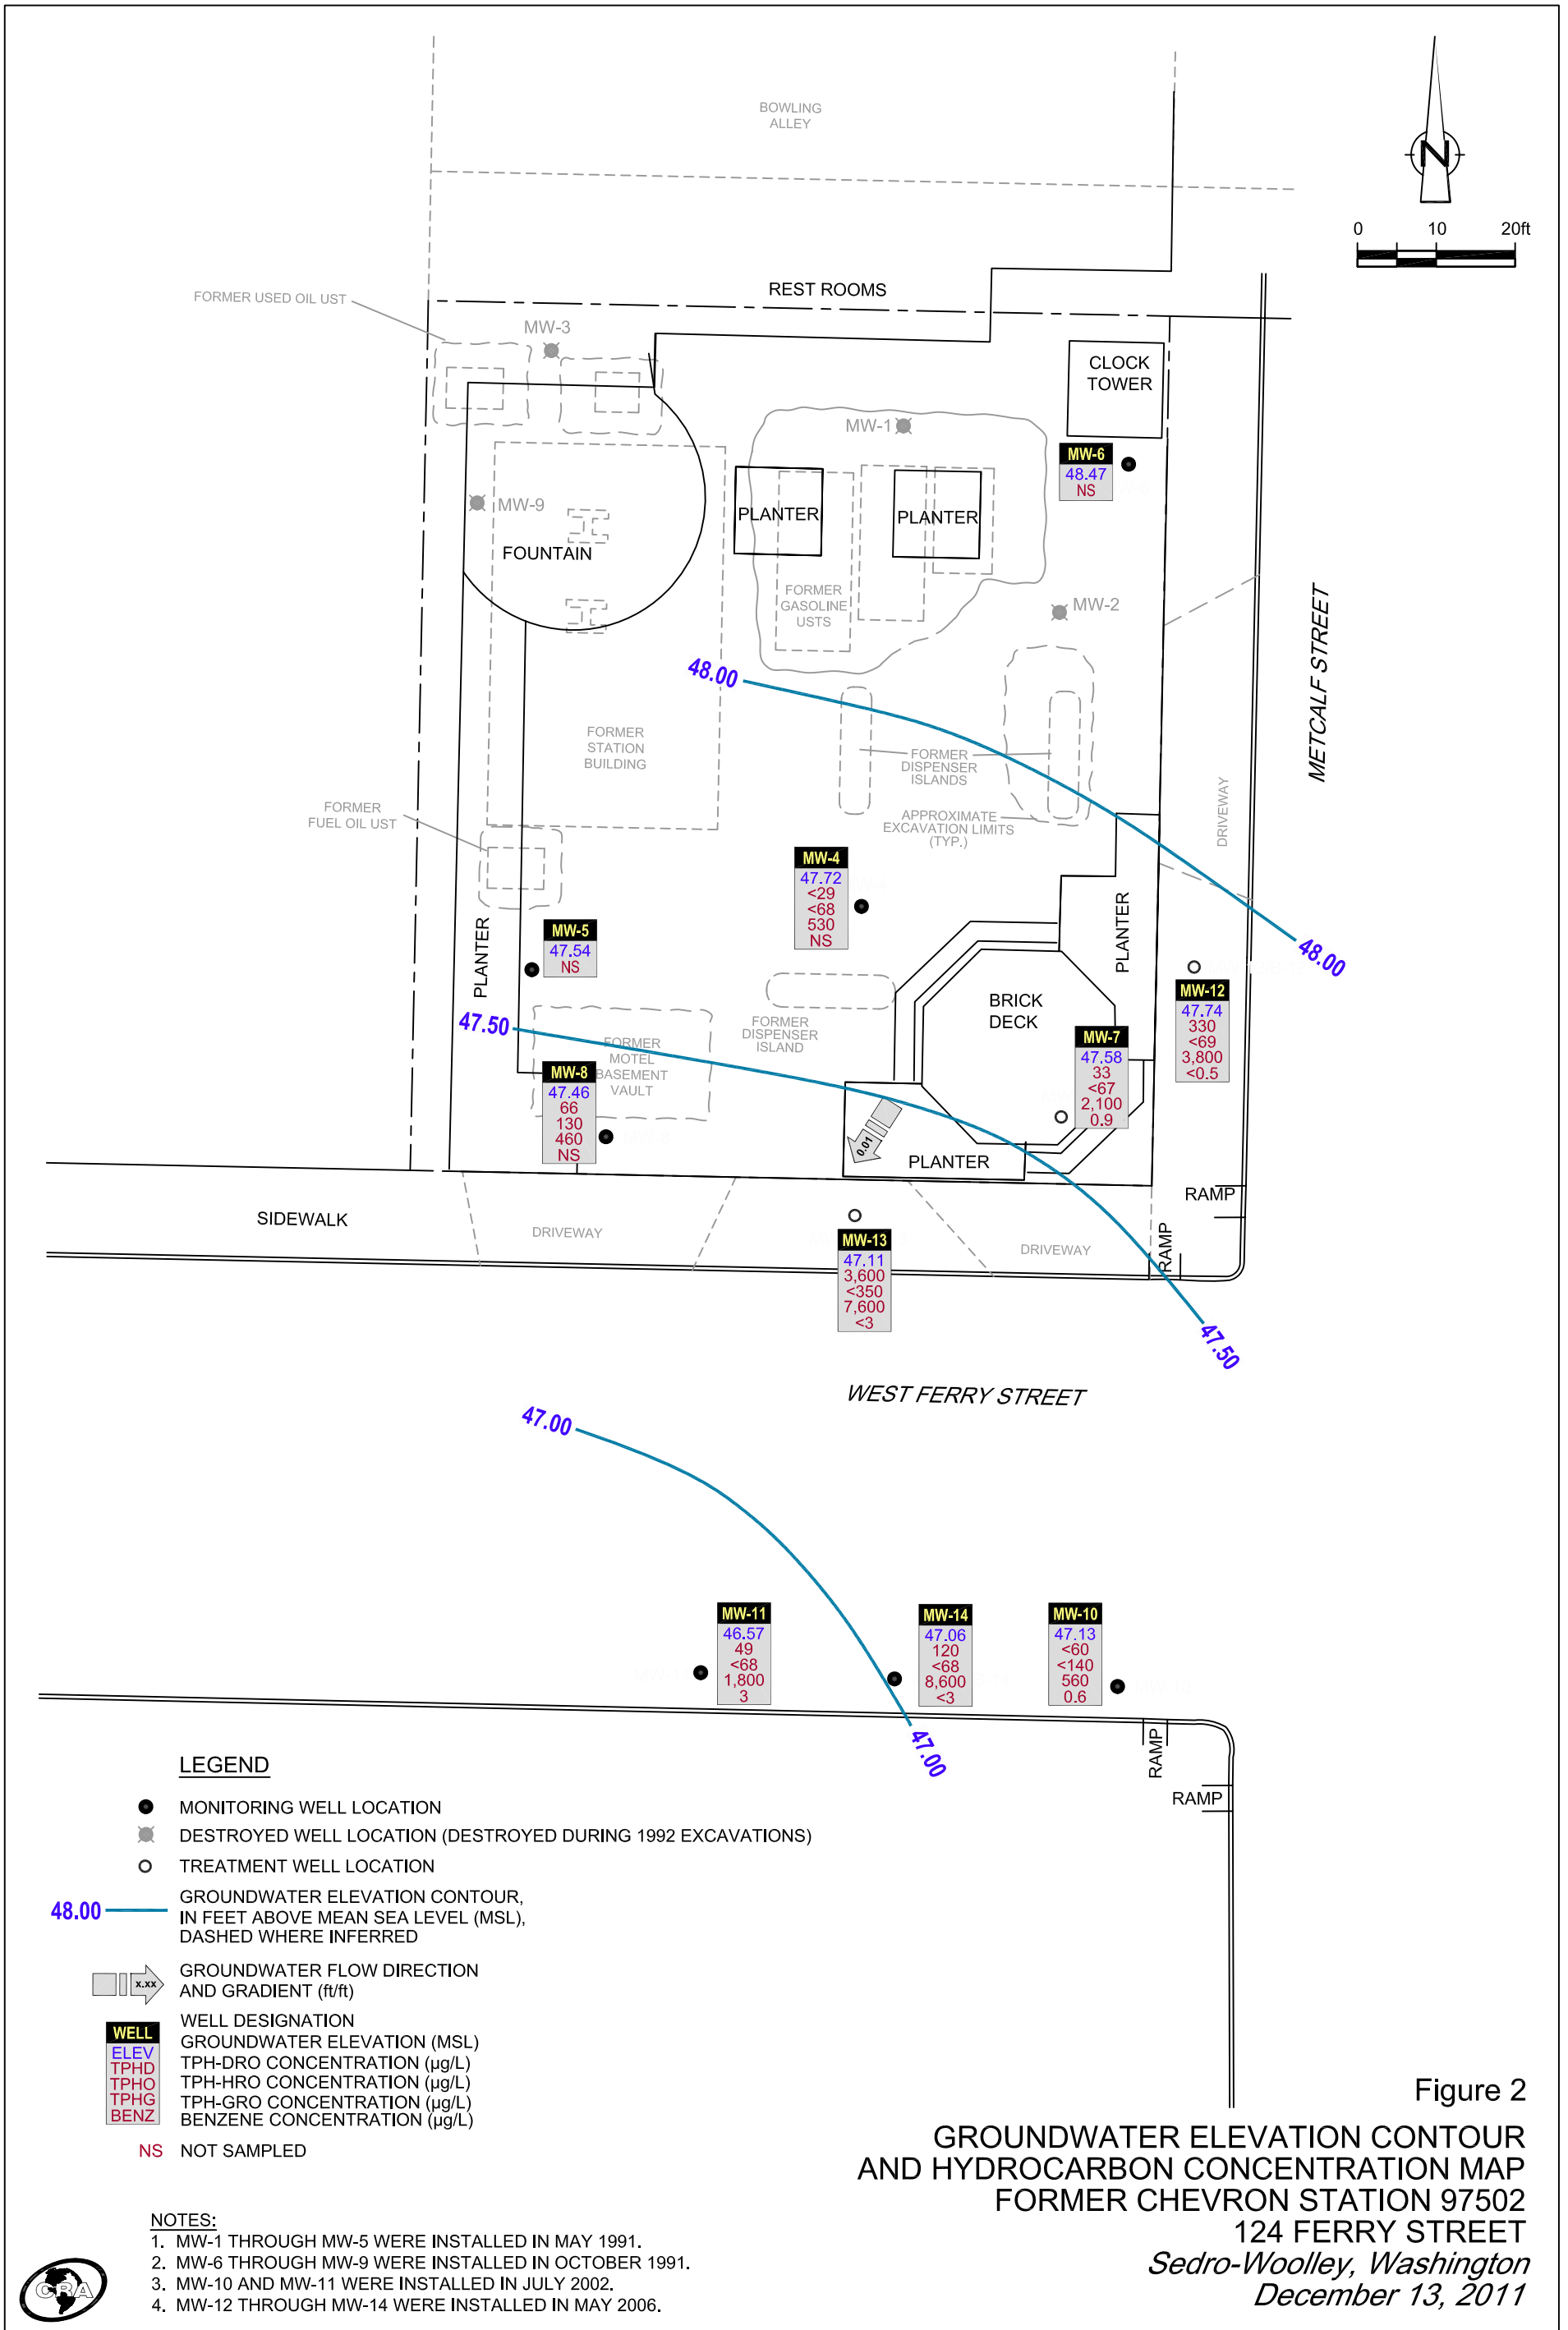 BOWLING
ALLEY
N
0 10 20ft
REST ROOMS
FORMER USED OIL UST
MW-3
CLOCK
TOWER
MW-1
MW-6
48.47
NS
MW-9
PLANTER
PLANTER
FOUNTAIN
FORMER
GASOLINE
USTS
MW-2
METCALF STREET
48.00
FORMER
STATION
BUILDING
FORMER
DISPENSER
ISLANDS
DRIVEWAY
FORMER
FUEL OIL UST
APPROXIMATE
EXCAVATION LIMITS
(TYP.)
MW-4
47.72
<29
<68
530
NS
PLANTER
MW-5
47.54
NS
PLANTER
48.00
MW-12
47.74
330
<69
3,800
<0.5
BRICK
DECK
47.50
FORMER
DISPENSER
ISLAND
FORMER
MOTEL
BASEMENT
VAULT
MW-7
47.58
33
<67
2,100
0.9
MW-8
47.46
66
130
460
NS
0.01
PLANTER
RAMP
SIDEWALK
DRIVEWAY
DRIVEWAY
RAMP
MW-13
47.11
3,600
<350
7,600
<3
47.50
WEST FERRY STREET
47.00
MW-11
46.57
49
<68
1,800
3
MW-14
47.06
120
<68
8,600
<3
MW-10
47.13
<60
<140
560
0.6
47.00
RAMP
RAMP
LEGEND
MONITORING WELL LOCATION
DESTROYED WELL LOCATION (DESTROYED DURING 1992 EXCAVATIONS)
TREATMENT WELL LOCATION
48.00
GROUNDWATER ELEVATION CONTOUR,
IN FEET ABOVE MEAN SEA LEVEL (MSL),
DASHED WHERE INFERRED
x.xx
GROUNDWATER FLOW DIRECTION
AND GRADIENT (ft/ft)
WELL WELL DESIGNATION
ELEV GROUNDWATER ELEVATION (MSL)
TPHD TPH-DRO CONCENTRATION (µg/L)
TPHO TPH-HRO CONCENTRATION (µg/L)
TPHG TPH-GRO CONCENTRATION (µg/L)
BENZ BENZENE CONCENTRATION (µg/L)
NS NOT SAMPLED
NOTES:
1. MW-1 THROUGH MW-5 WERE INSTALLED IN MAY 1991.
2. MW-6 THROUGH MW-9 WERE INSTALLED IN OCTOBER 1991.
3. MW-10 AND MW-11 WERE INSTALLED IN JULY 2002.
4. MW-12 THROUGH MW-14 WERE INSTALLED IN MAY 2006.
CRA
Figure 2
GROUNDWATER ELEVATION CONTOUR
AND HYDROCARBON CONCENTRATION MAP
FORMER CHEVRON STATION 97502
124 FERRY STREET
Sedro-Woolley, Washington
December 13, 2011